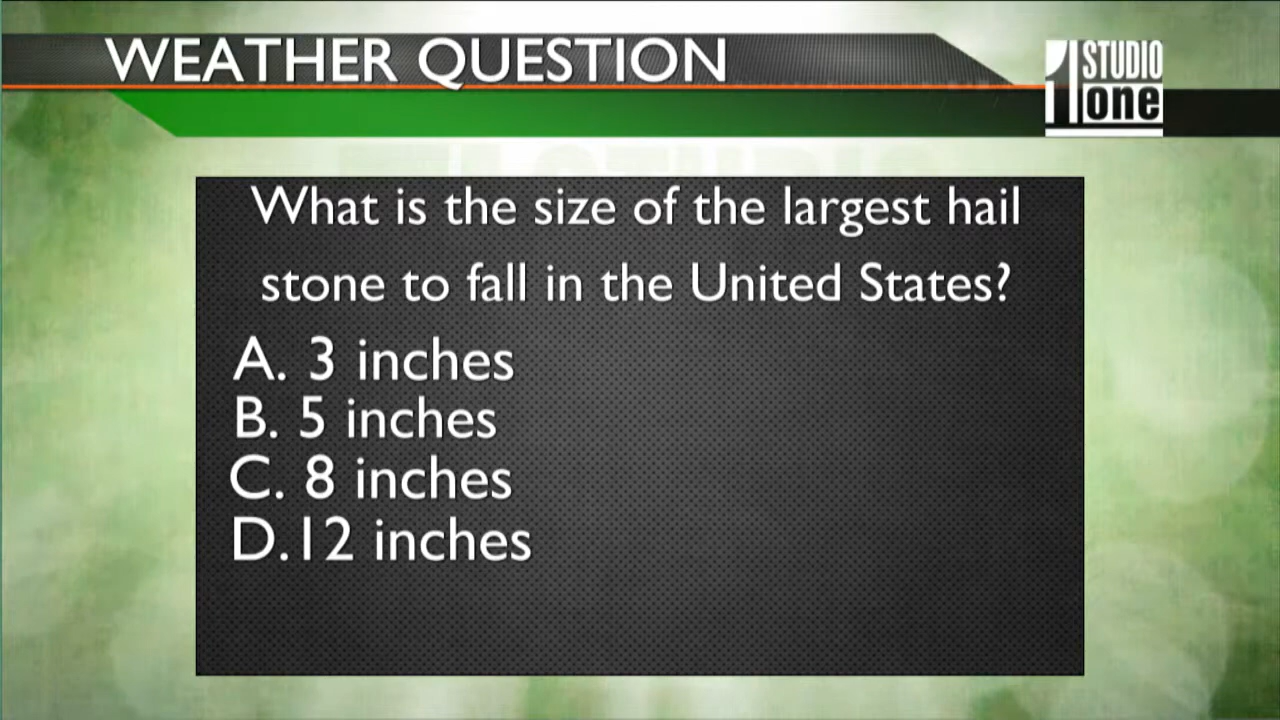 WEATHER QUESTION
1 STUDIO
one
What is the size of the largest hail
stone to fall in the United States?
A. 3 inches
B. 5 inches
C. 8 inches
D.12 inches